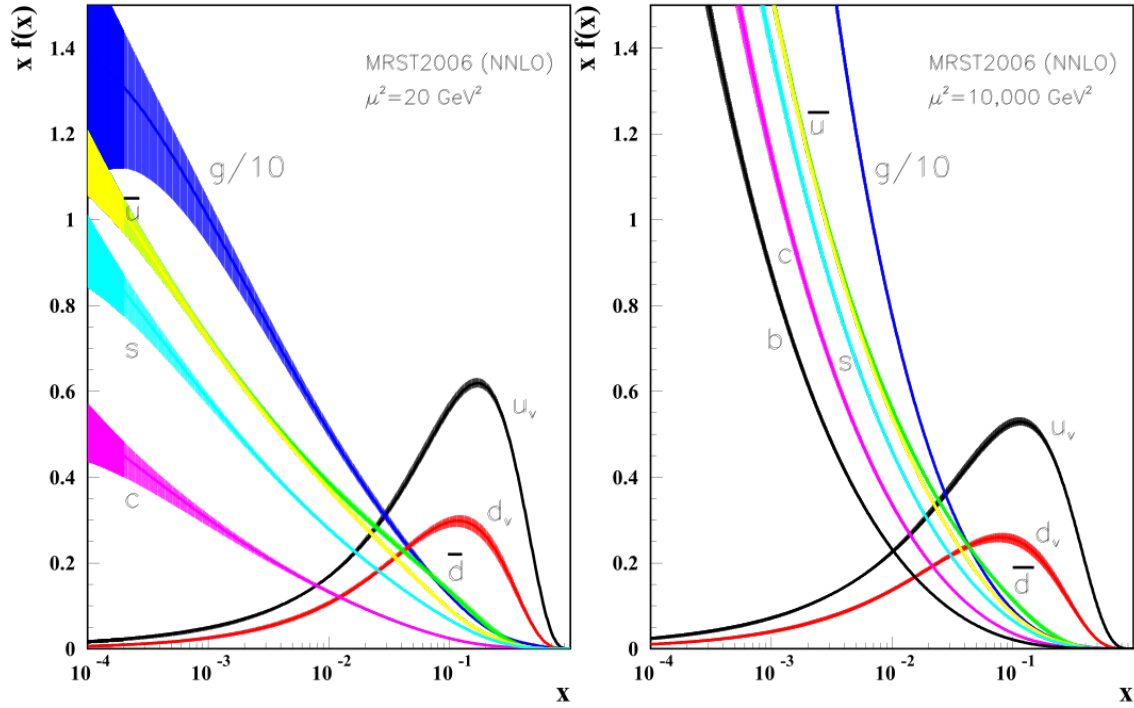 x f(x)
1.4
1.2
1
0.8
0.6
0.4
0.2
0
MRST2006 (NNLO)
μ²=20 GeV²
g/10
u̅
s
c
u_v
d_v
d̅
10⁻⁴
10⁻³
10⁻²
10⁻¹
x
x f(x)
1.4
1.2
1
0.8
0.6
0.4
0.2
0
MRST2006 (NNLO)
μ²=10,000 GeV²
u̅
g/10
c
b
s
u_v
d_v
d̅
10⁻⁴
10⁻³
10⁻²
10⁻¹
x